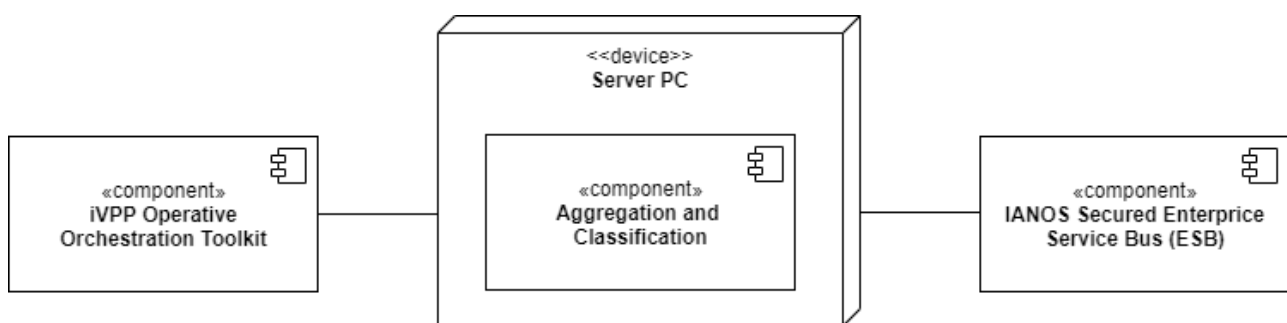 <<device>>
Server PC
«component»
iVPP Operative
Orchestration Toolkit
«component»
Aggregation and
Classification
«component»
IANOS Secured Enterprice
Service Bus (ESB)